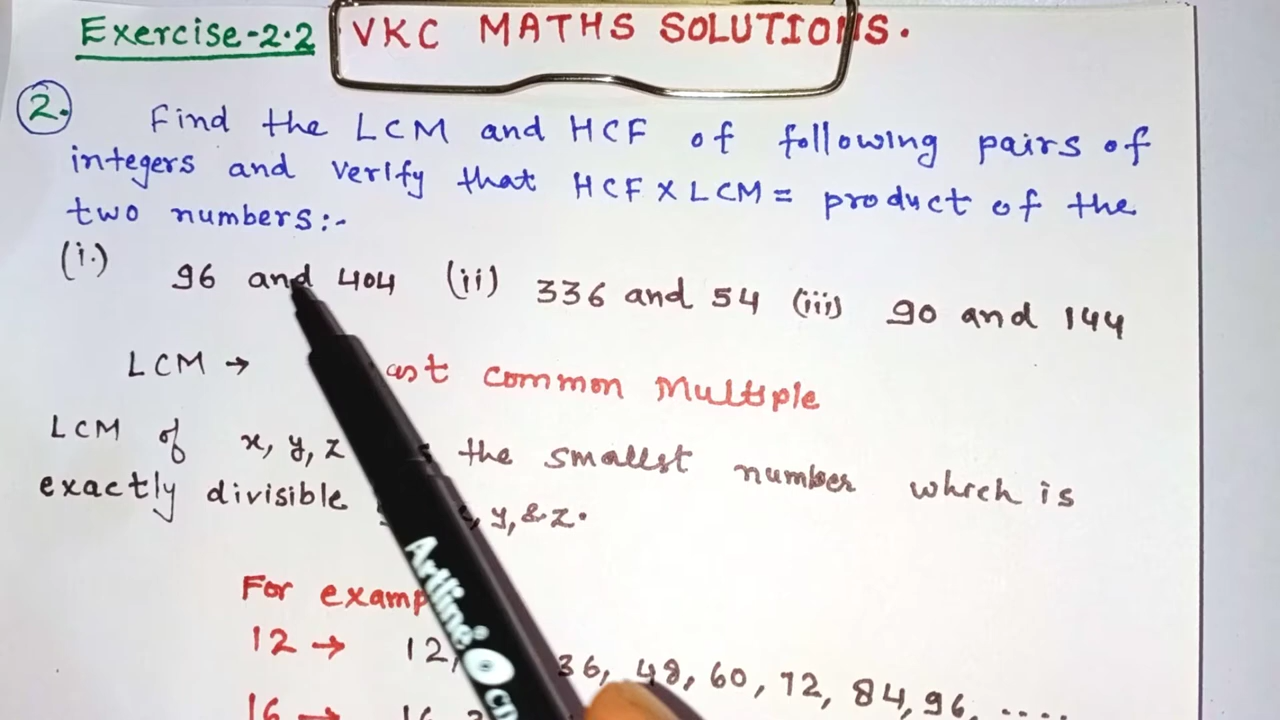 Exercise-2.2 VKC MATHS SOLUTIONS.
2. Find the LCM and HCF of following pairs of
integers and verify that HCF X LCM = product of the
two numbers:-
(i.) 96 and 404 (ii) 336 and 54 (iii) 90 and 144
LCM → common Multiple
LCM of x, y, z the smallest number which is
exactly divisible y, & z.
For
12 → 12, 36, 48, 60, 72, 84, 96, ....
16 → 16,
Artline